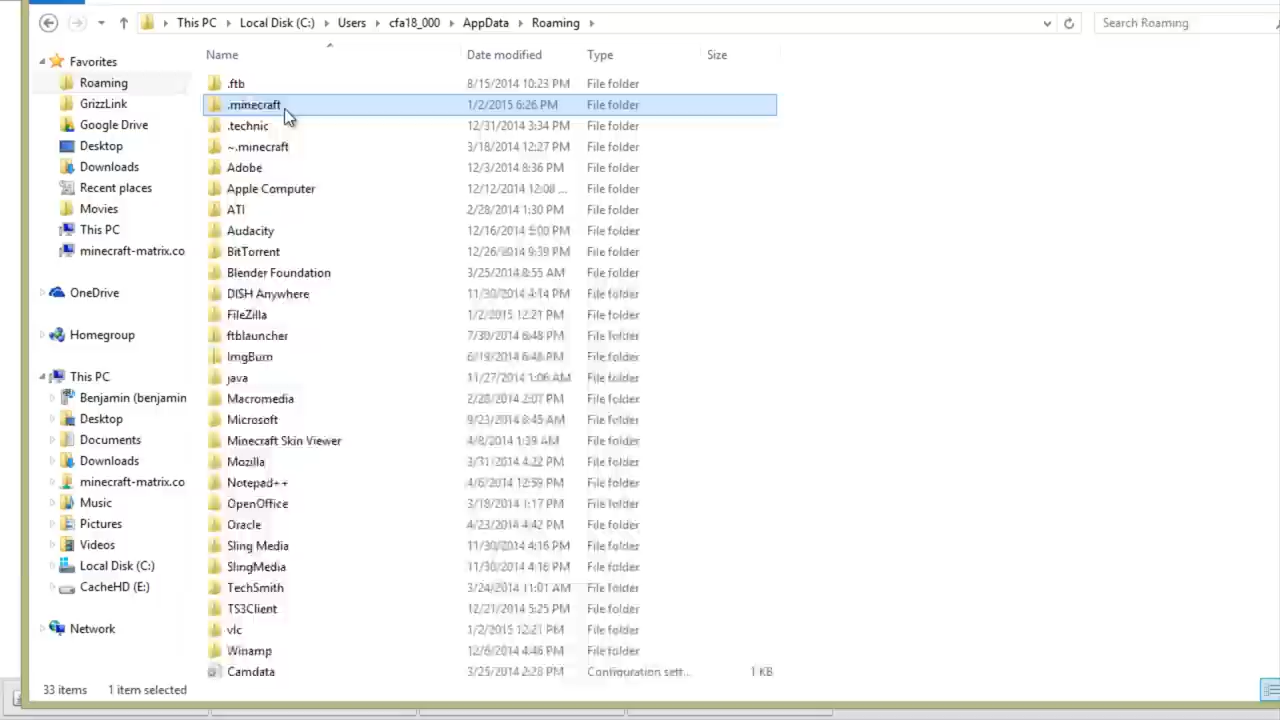 This PC Local Disk (C:) Users cfa18_000 AppData Roaming Search Roaming
Name Date modified Type Size
Favorites
Roaming
GrizzLink
Google Drive
Desktop
Downloads
Recent places
Movies
This PC
minecraft-matrix.co
OneDrive
Homegroup
This PC
Benjamin (benjamin
Desktop
Documents
Downloads
minecraft-matrix.co
Music
Pictures
Videos
Local Disk (C:)
CacheHD (E:)
Network
.ftb 8/15/2014 10:23 PM File folder
.minecraft 1/2/2015 6:26 PM File folder
.technic 12/31/2014 3:34 PM File folder
~.minecraft 3/18/2014 12:27 PM File folder
Adobe 12/3/2014 8:36 PM File folder
Apple Computer 12/12/2014 12:08 ... File folder
ATI 2/28/2014 1:30 PM File folder
Audacity 12/16/2014 5:00 PM File folder
BitTorrent 12/26/2014 9:39 PM File folder
Blender Foundation 3/25/2014 8:55 AM File folder
DISH Anywhere 11/30/2014 4:14 PM File folder
FileZilla 1/2/2015 12:21 PM File folder
ftblauncher 7/30/2014 6:48 PM File folder
ImgBurn 6/19/2014 6:46 PM File folder
java 11/27/2014 1:06 AM File folder
Macromedia 2/28/2014 2:07 PM File folder
Microsoft 9/23/2014 8:45 AM File folder
Minecraft Skin Viewer 4/8/2014 1:39 AM File folder
Mozilla 3/31/2014 4:22 PM File folder
Notepad++ 4/6/2014 12:59 PM File folder
OpenOffice 3/18/2014 1:17 PM File folder
Oracle 4/23/2014 4:42 PM File folder
Sling Media 11/30/2014 4:16 PM File folder
SlingMedia 11/30/2014 4:16 PM File folder
TechSmith 3/24/2014 11:01 AM File folder
TS3Client 12/21/2014 5:25 PM File folder
vlc 1/2/2015 12:21 PM File folder
Winamp 12/6/2014 4:46 PM File folder
Camdata 3/25/2014 2:28 PM Configuration sett... 1 KB
33 items 1 item selected